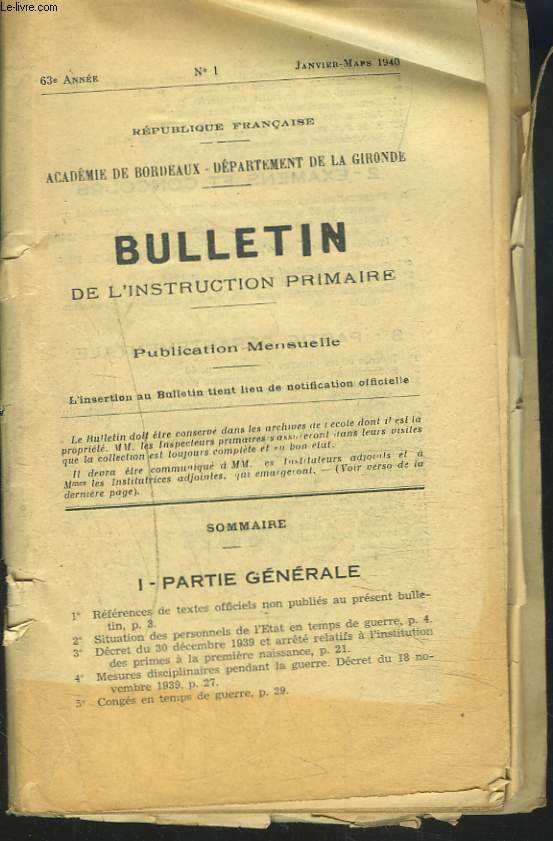 Le-livre.com
63e ANNÉE N° 1 JANVIER-MARS 1940
RÉPUBLIQUE FRANÇAISE
ACADÉMIE DE BORDEAUX - DÉPARTEMENT DE LA GIRONDE
BULLETIN
DE L'INSTRUCTION PRIMAIRE
Publication Mensuelle
L'insertion au Bulletin tient lieu de notification officielle
Le Bulletin doit être conservé dans les archives de l'école dont il est la
propriété. MM. les Inspecteurs primaires s'assureront dans leurs visites
que la collection est toujours complète et en bon état.
Il devra être communiqué à MM. les Instituteurs adjoints et à
Mmes les Institutrices adjointes, qui émargeront. — (Voir verso de la
dernière page).
SOMMAIRE
I - PARTIE GÉNÉRALE
1° Références de textes officiels non publiés au présent bulle-
tin, p. 3.
2° Situation des personnels de l'Etat en temps de guerre, p. 4.
3° Décret du 30 décembre 1939 et arrêté relatifs à l'institution
des primes à la première naissance, p. 21.
4° Mesures disciplinaires pendant la guerre. Décret du 18 no-
vembre 1939, p. 27.
5° Congés en temps de guerre, p. 29.